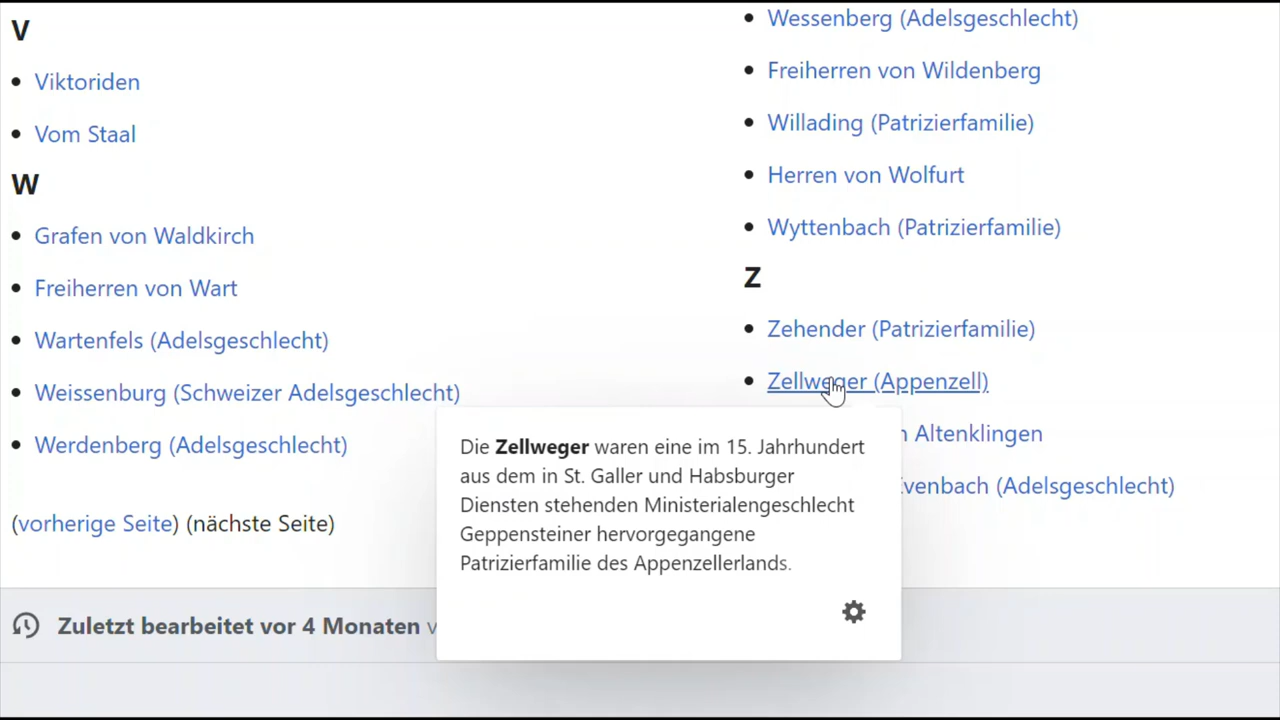 V
Viktoriden
Vom Staal
W
Grafen von Waldkirch
Freiherren von Wart
Wartenfels (Adelsgeschlecht)
Weissenburg (Schweizer Adelsgeschlecht)
Werdenberg (Adelsgeschlecht)
(vorherige Seite) (nächste Seite)
Wessenberg (Adelsgeschlecht)
Freiherren von Wildenberg
Willading (Patrizierfamilie)
Herren von Wolfurt
Wyttenbach (Patrizierfamilie)
Z
Zehender (Patrizierfamilie)
Zellweger (Appenzell)
Altenklingen
(Adelsgeschlecht)
Die Zellweger waren eine im 15. Jahrhundert
aus dem in St. Galler und Habsburger
Diensten stehenden Ministerialengeschlecht
Geppensteiner hervorgegangene
Patrizierfamilie des Appenzellerlands.
Zuletzt bearbeitet vor 4 Monaten